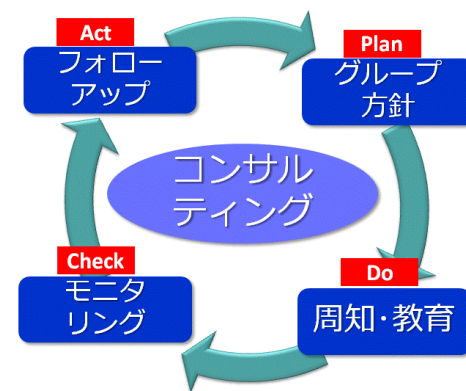 Act
フォロー
アップ
Plan
グループ
方針
コンサル
ティング
Check
モニタ
リング
Do
周知･教育